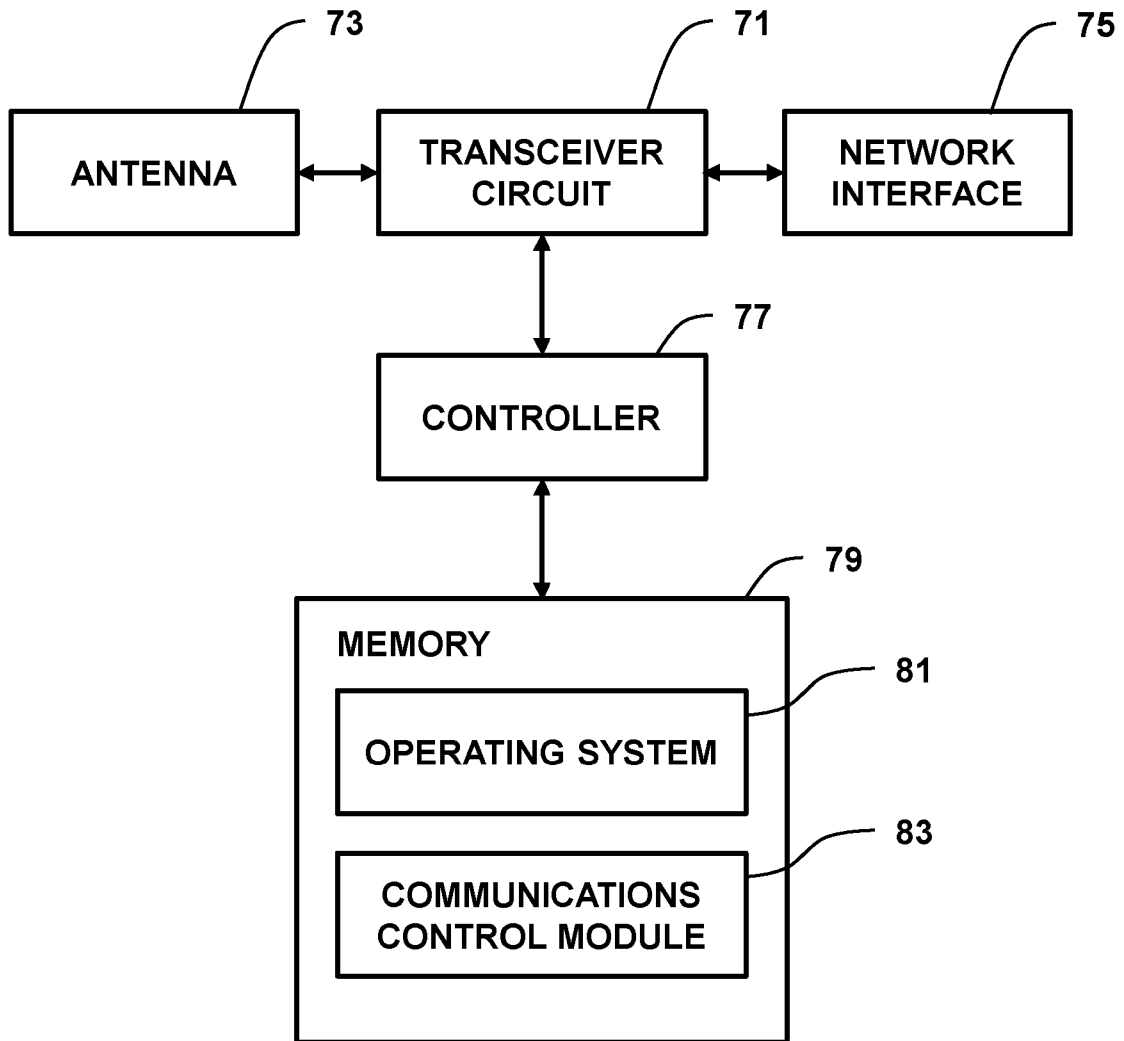 73
71
75
ANTENNA
TRANSCEIVER
CIRCUIT
NETWORK
INTERFACE
77
CONTROLLER
79
MEMORY
81
OPERATING SYSTEM
83
COMMUNICATIONS
CONTROL MODULE